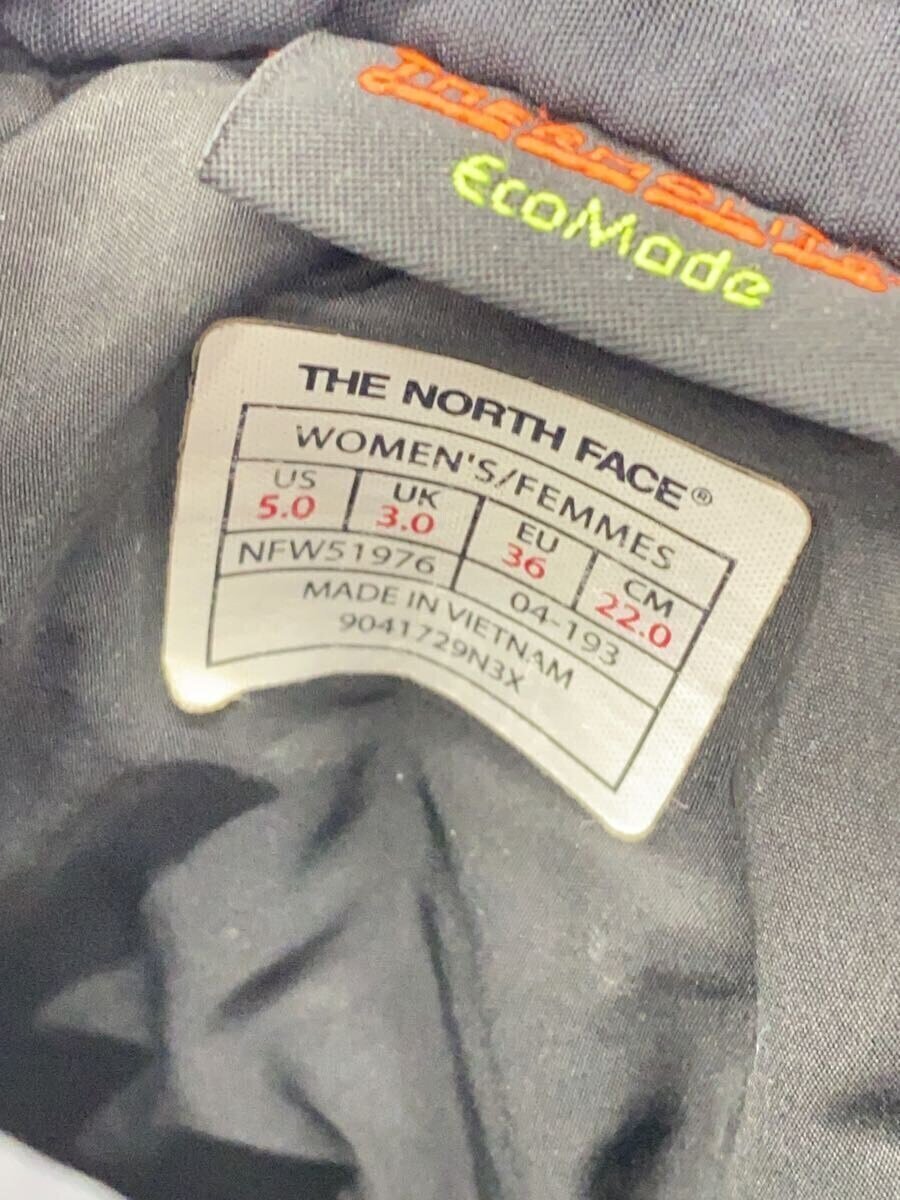 EcoMade
THE NORTH FACE®
WOMEN'S/FEMMES
US UK EU CM
5.0 3.0 36 22.0
NFW51976 04-193
MADE IN VIETNAM
9041729N3X